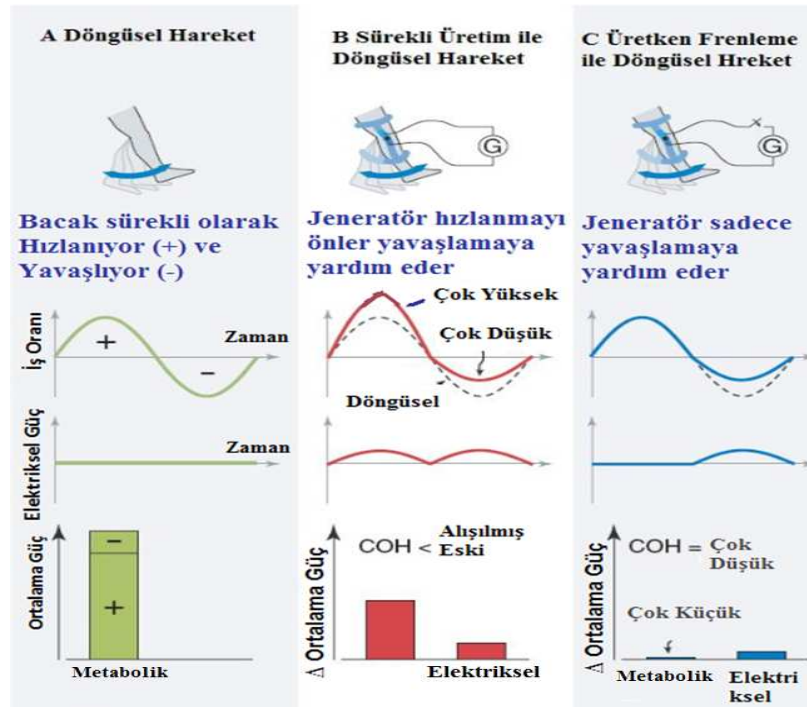 A Döngüsel Hareket
Bacak sürekli olarak
Hızlanıyor (+) ve
Yavaşlıyor (-)
İş Oranı
+
-
Zaman
Elektriksel Güç
Zaman
Ortalama Güç
-
+
Metabolik
B Sürekli Üretim ile
Döngüsel Hareket
G
Jeneratör hızlanmayı
önler yavaşlamaya
yardım eder
Çok Yüksek
Çok Düşük
Döngüsel
Δ Ortalama Güç
COH <
Alışılmış
Eski
Elektriksel
C Üretken Frenleme
ile Döngüsel Hreket
G
Jeneratör sadece
yavaşlamaya
yardım eder
Δ Ortalama Güç
COH = Çok
Düşük
Çok Küçük
Metabolik
Elektri
ksel